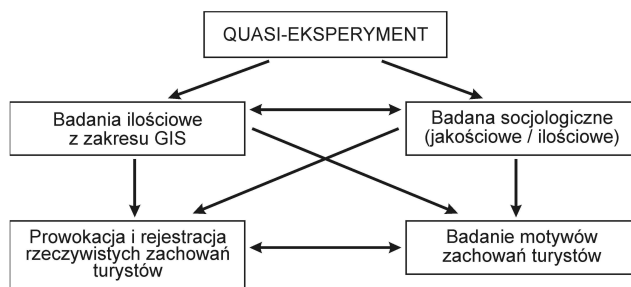 QUASI-EKSPERYMENT
Badania ilościowe
z zakresu GIS
Badana socjologiczne
(jakościowe / ilościowe)
Prowokacja i rejestracja
rzeczywistych zachowań
turystów
Badanie motywów
zachowań turystów